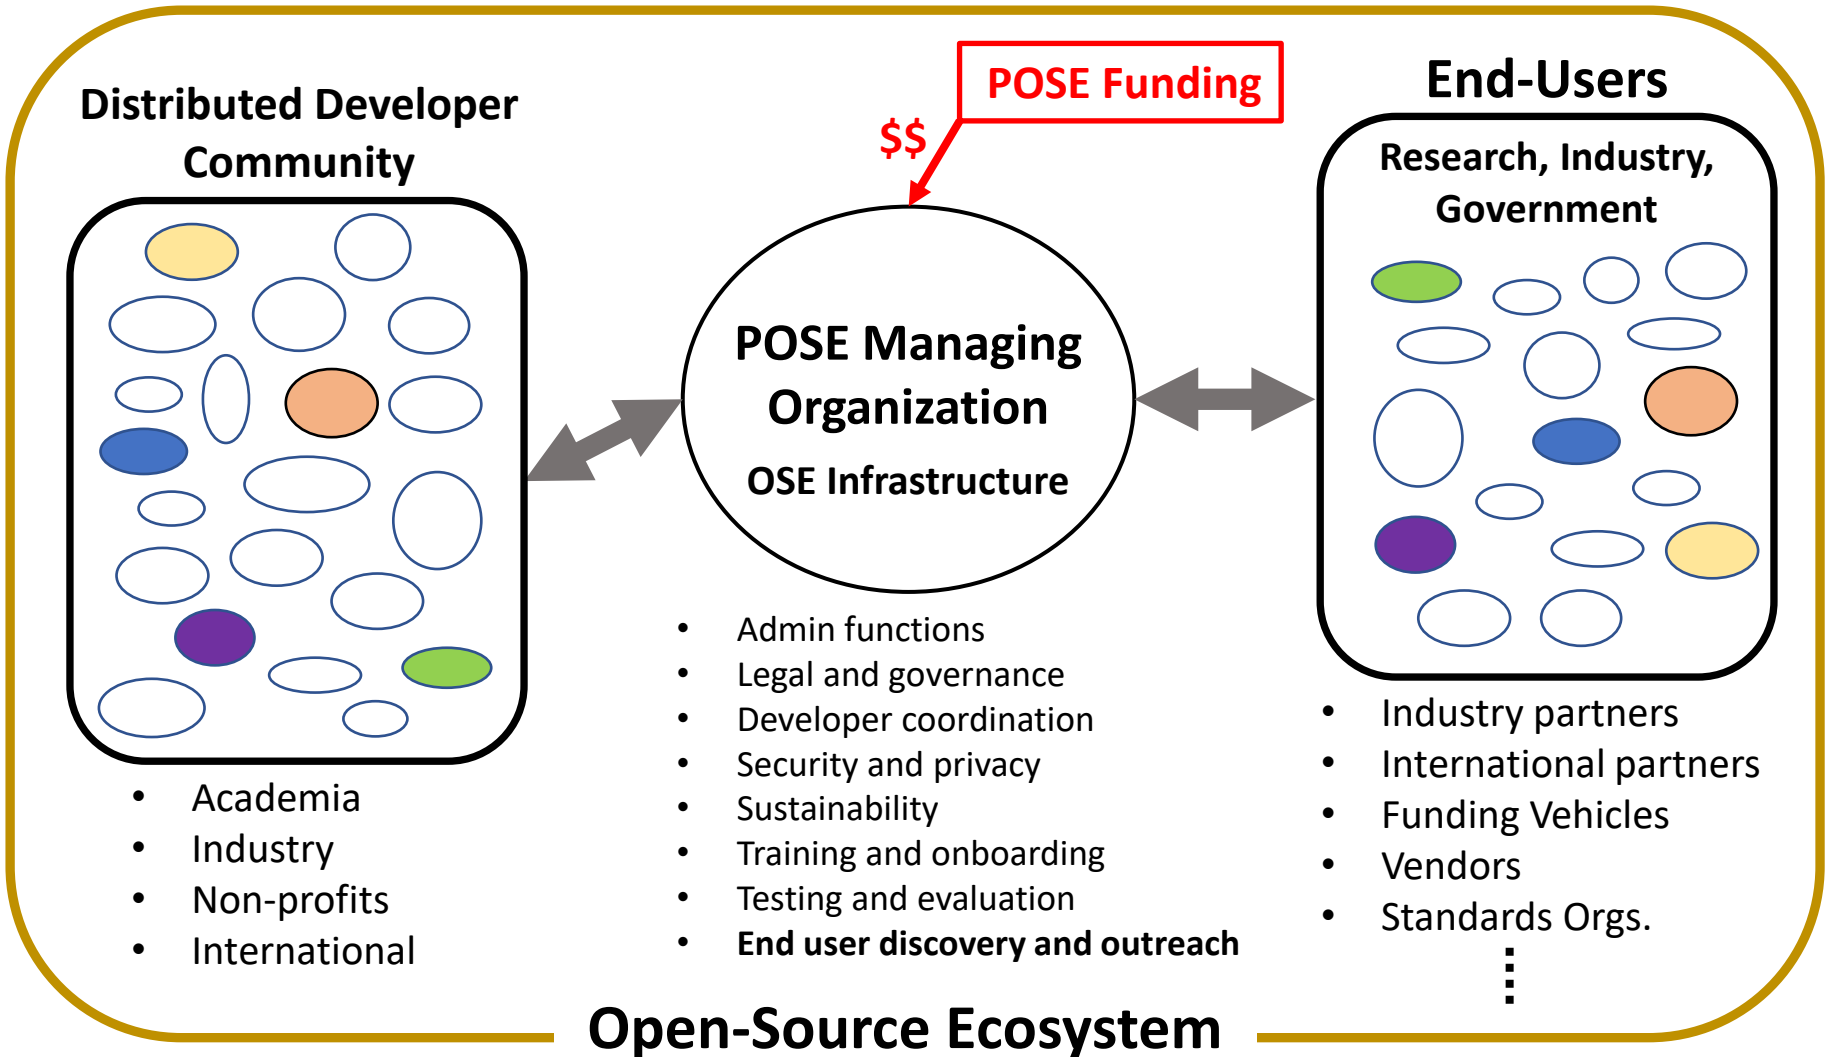 POSE Funding
$$
Distributed Developer
Community
End-Users
Research, Industry,
Government
POSE Managing
Organization
OSE Infrastructure
• Academia
• Industry
• Non-profits
• International
• Admin functions
• Legal and governance
• Developer coordination
• Security and privacy
• Sustainability
• Training and onboarding
• Testing and evaluation
• End user discovery and outreach
• Industry partners
• International partners
• Funding Vehicles
• Vendors
• Standards Orgs.
Open-Source Ecosystem